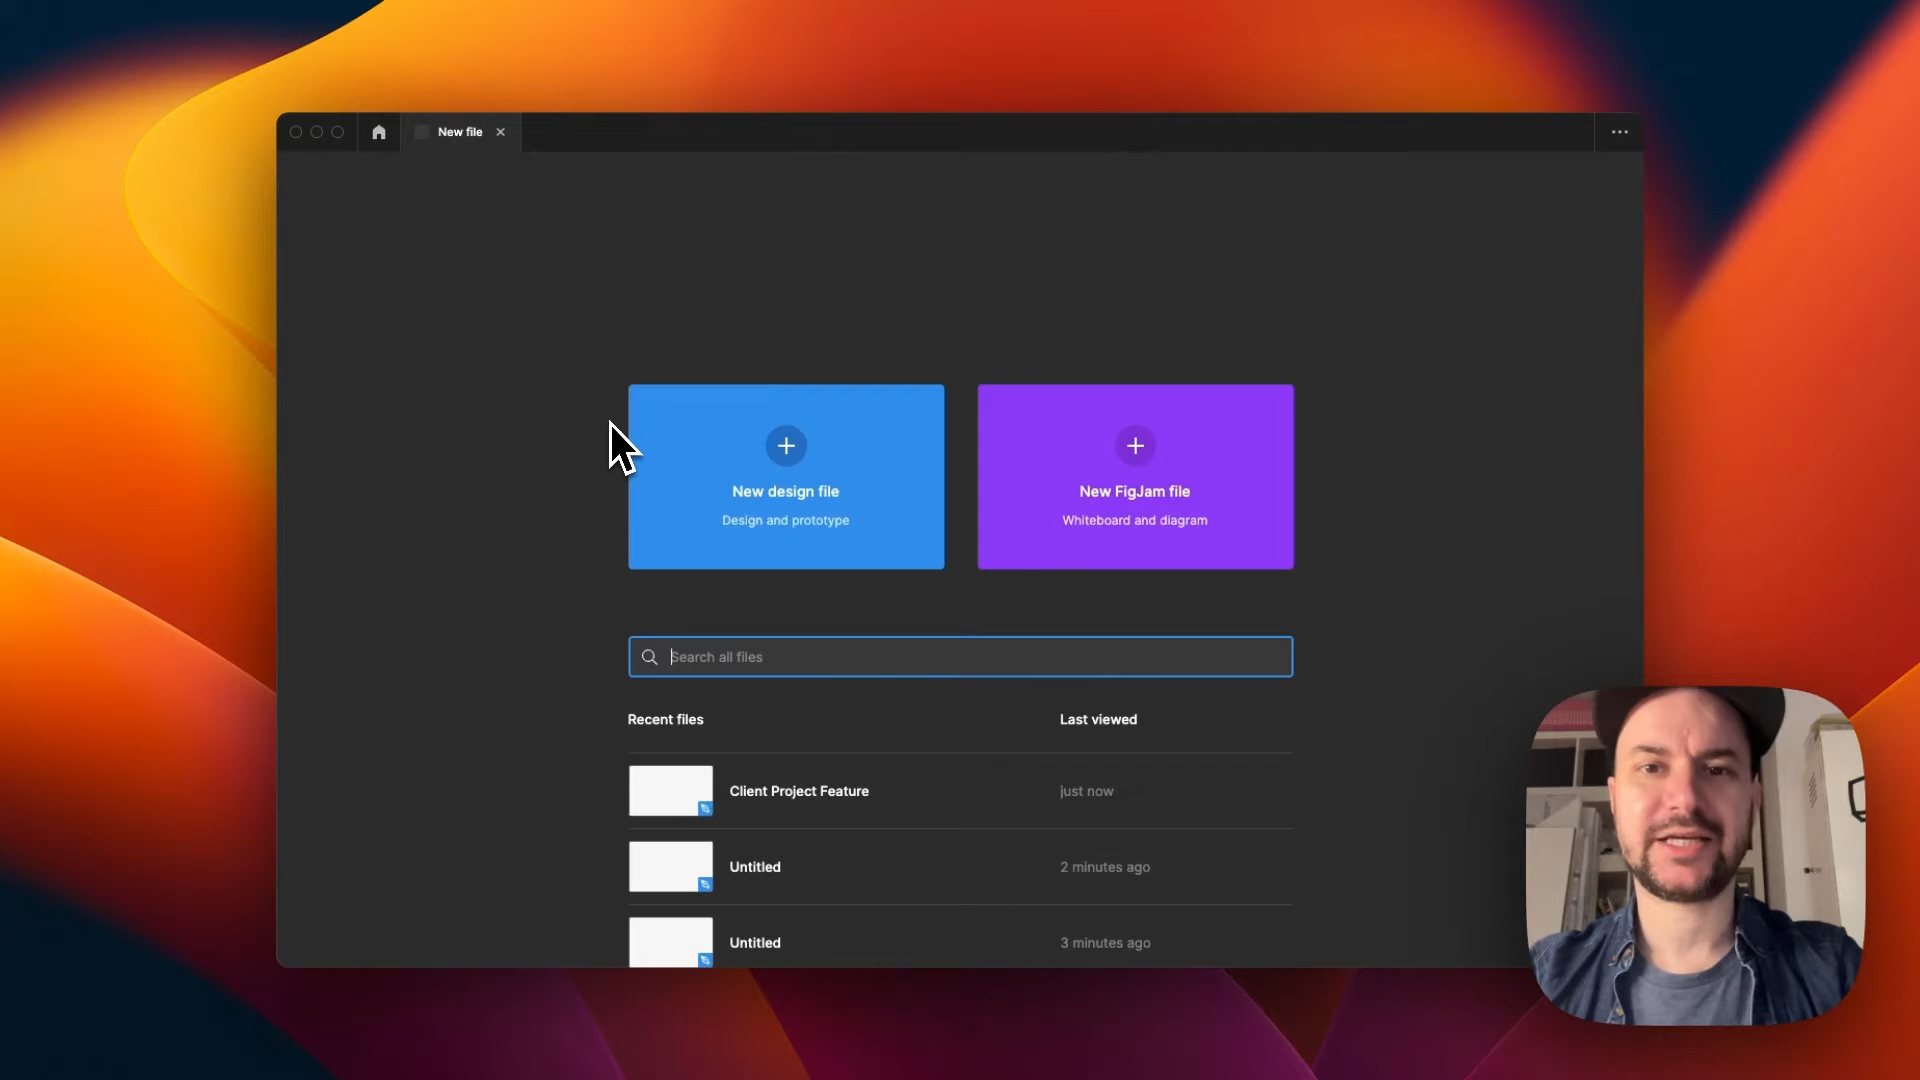 New file
New design file
Design and prototype
New FigJam file
Whiteboard and diagram
Search all files
Recent files
Last viewed
Client Project Feature
just now
Untitled
2 minutes ago
Untitled
3 minutes ago